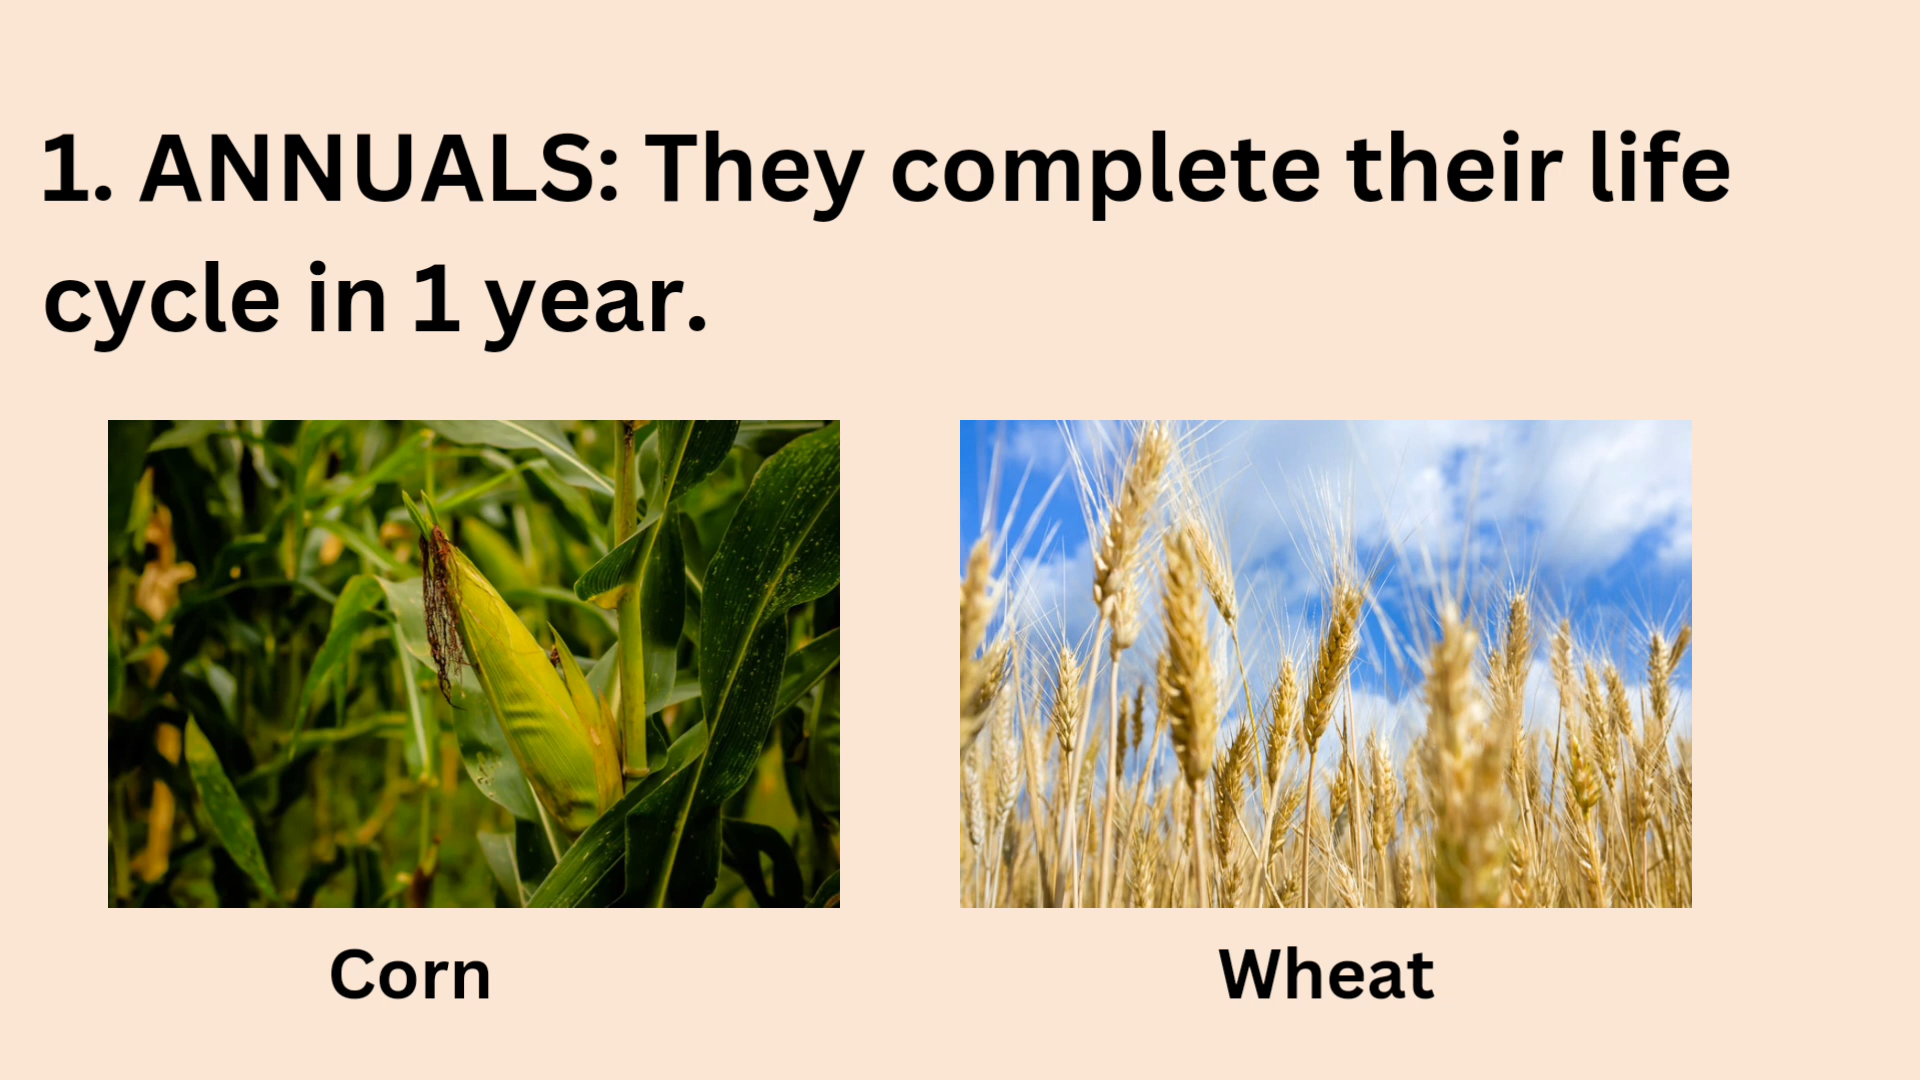 1. ANNUALS: They complete their life
cycle in 1 year.
Corn
Wheat